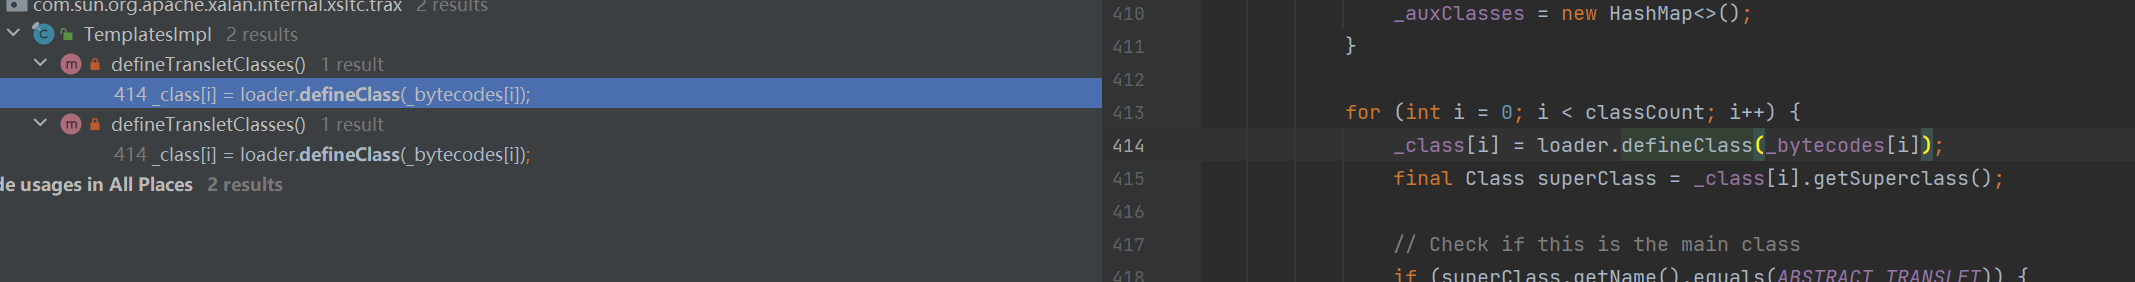 com.sun.org.apache.xalan.internal.xsltc.trax 2 results
TemplatesImpl 2 results
defineTransletClasses() 1 result
414 _class[i] = loader.defineClass(_bytecodes[i]);
defineTransletClasses() 1 result
414 _class[i] = loader.defineClass(_bytecodes[i]);
de usages in All Places 2 results
410 _auxClasses = new HashMap<>();
411 }
412
413 for (int i = 0; i < classCount; i++) {
414 _class[i] = loader.defineClass(_bytecodes[i]);
415 final Class superClass = _class[i].getSuperclass();
416
417 // Check if this is the main class
418 if (superClass.getName().equals(ABSTRACT_TRANSLET)) {